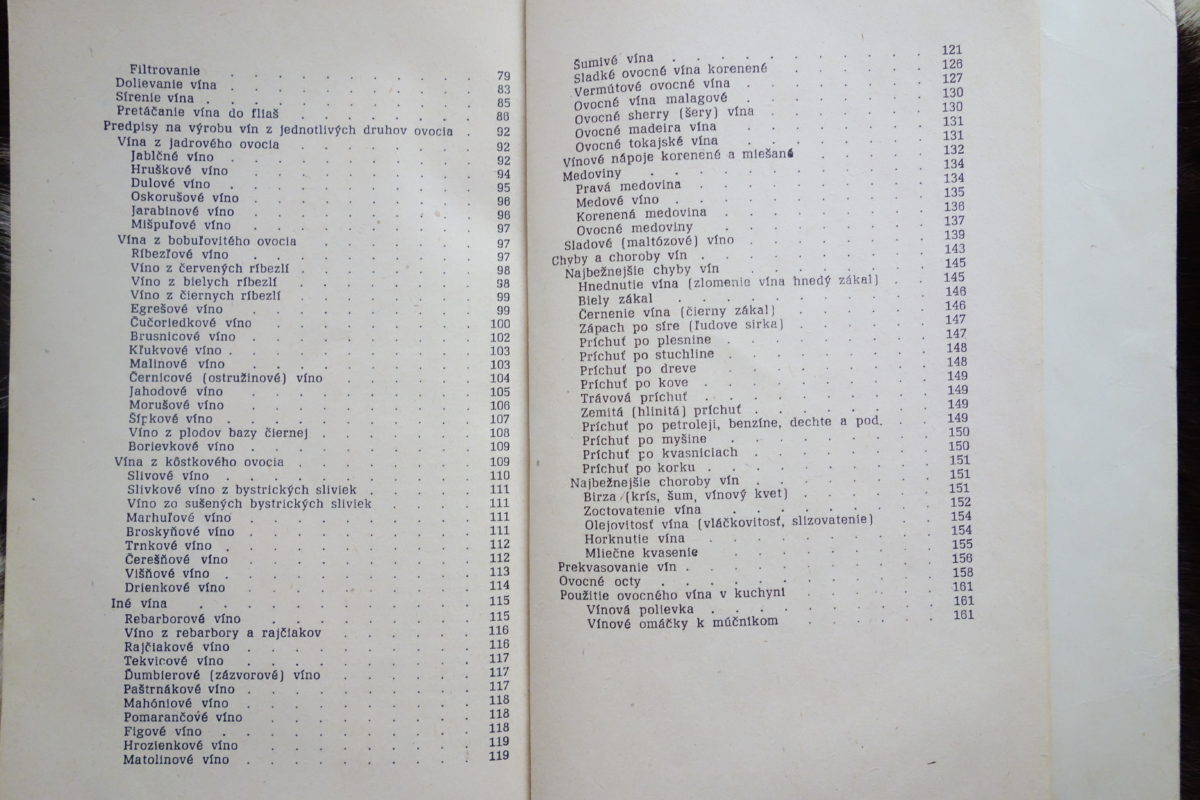 Filtrovanie . . . . . . . . . . 79
Dolievanie vína . . . . . . . . . . 83
Sírenie vína . . . . . . . . . . . 85
Pretáčanie vína do fliaš . . . . . . . 86
Predpisy na výrobu vín z jednotlivých druhov ovocia . 92
Vína z jadrového ovocia . . . . . . . 92
Jablčné víno . . . . . . . . . . 92
Hruškové víno . . . . . . . . . 94
Dulové víno . . . . . . . . . . 95
Oskorušové víno . . . . . . . . . 96
Jarabinové víno . . . . . . . . . 96
Mišpuľové víno . . . . . . . . . 97
Vína z bobuľovitého ovocia . . . . . . . 97
Ríbezľové víno . . . . . . . . . 97
Víno z červených ríbezlí . . . . . . . 98
Víno z bielych ríbezlí . . . . . . . 98
Víno z čiernych ríbezlí . . . . . . . 99
Egrešové víno . . . . . . . . . 99
Čučoriedkové víno . . . . . . . . . 100
Brusnicové víno . . . . . . . . . 102
Kľukvové víno . . . . . . . . . . 103
Malinové víno . . . . . . . . . 103
Černicové (ostružinové) víno . . . . . . 104
Jahodové víno . . . . . . . . . 105
Morušové víno . . . . . . . . . 106
Šípkové víno . . . . . . . . . . 107
Víno z plodov bazy čiernej . . . . . . . 108
Borievkové víno . . . . . . . . . 109
Vína z kôstkového ovocia . . . . . . . 109
Slivové víno . . . . . . . . . . 110
Slivkové víno z bystrických sliviek . . . . . 111
Víno zo sušených bystrických sliviek . . . . 111
Marhuľové víno . . . . . . . . . 111
Broskyňové víno . . . . . . . . . 111
Trnkové víno . . . . . . . . . . 112
Čerešňové víno . . . . . . . . . 112
Višňové víno . . . . . . . . . . 113
Drienkové víno . . . . . . . . . 114
Iné vína . . . . . . . . . . . 115
Rebarborové víno . . . . . . . . 115
Víno z rebarbory a rajčiakov . . . . . . 116
Rajčiakové víno . . . . . . . . . 116
Tekvicové víno . . . . . . . . . 117
Ďumbierové (zázvorové) víno . . . . . . 117
Paštrnákové víno . . . . . . . . . 117
Mahóniové víno . . . . . . . . . 118
Pomarančové víno . . . . . . . . 118
Figové víno . . . . . . . . . . 118
Hrozienkové víno . . . . . . . . 119
Matolinové víno . . . . . . . . . 119
Šumivé vína . . . . . . . . . . 121
Sladké ovocné vína korenené . . . . . . 126
Vermútové ovocné vína . . . . . . . 127
Ovocné vína malagové . . . . . . . 130
Ovocné sherry (šery) vína . . . . . . 130
Ovocné madeira vína . . . . . . . 131
Ovocné tokajské vína . . . . . . . 131
Vínové nápoje korenené a miešané . . . . . 132
Medoviny . . . . . . . . . . . 134
Pravá medovina . . . . . . . . . 134
Medové víno . . . . . . . . . . 135
Korenená medovina . . . . . . . . 136
Ovocné medoviny . . . . . . . . 137
Sladové (maltózové) víno . . . . . . . 139
Chyby a choroby vín . . . . . . . . . 143
Najbežnejšie chyby vín . . . . . . . 145
Hnednutie vína (zlomenie vína hnedý zákal) . . 145
Biely zákal . . . . . . . . . . 146
Černenie vína (čierny zákal) . . . . . . 146
Zápach po síre (ľudove sirka) . . . . . 147
Príchuť po plesnine . . . . . . . . 147
Príchuť po stuchline . . . . . . . . 148
Príchuť po dreve . . . . . . . . 148
Príchuť po kove . . . . . . . . . 149
Trávová príchuť . . . . . . . . . 149
Zemitá (hlinitá) príchuť . . . . . . . 149
Príchuť po petroleji, benzíne, dechte a pod. . . 149
Príchuť po myšine . . . . . . . . 150
Príchuť po kvasniciach . . . . . . . 150
Príchuť po korku . . . . . . . . . 151
Najbežnejšie choroby vín . . . . . . . 151
Birza (krís, šum, vínový kvet) . . . . . 151
Zoctovatenie vína . . . . . . . . 152
Olejovitosť vína (vláčkovitosť, slizovatenie) . . 154
Horknutie vína . . . . . . . . . 154
Mliečne kvasenie . . . . . . . . 155
Prekvasovanie vín . . . . . . . . . 156
Ovocné octy . . . . . . . . . . . 158
Použitie ovocného vína v kuchyni . . . . . 161
Vínová polievka . . . . . . . . . 161
Vínové omáčky k múčnikom . . . . . . 161